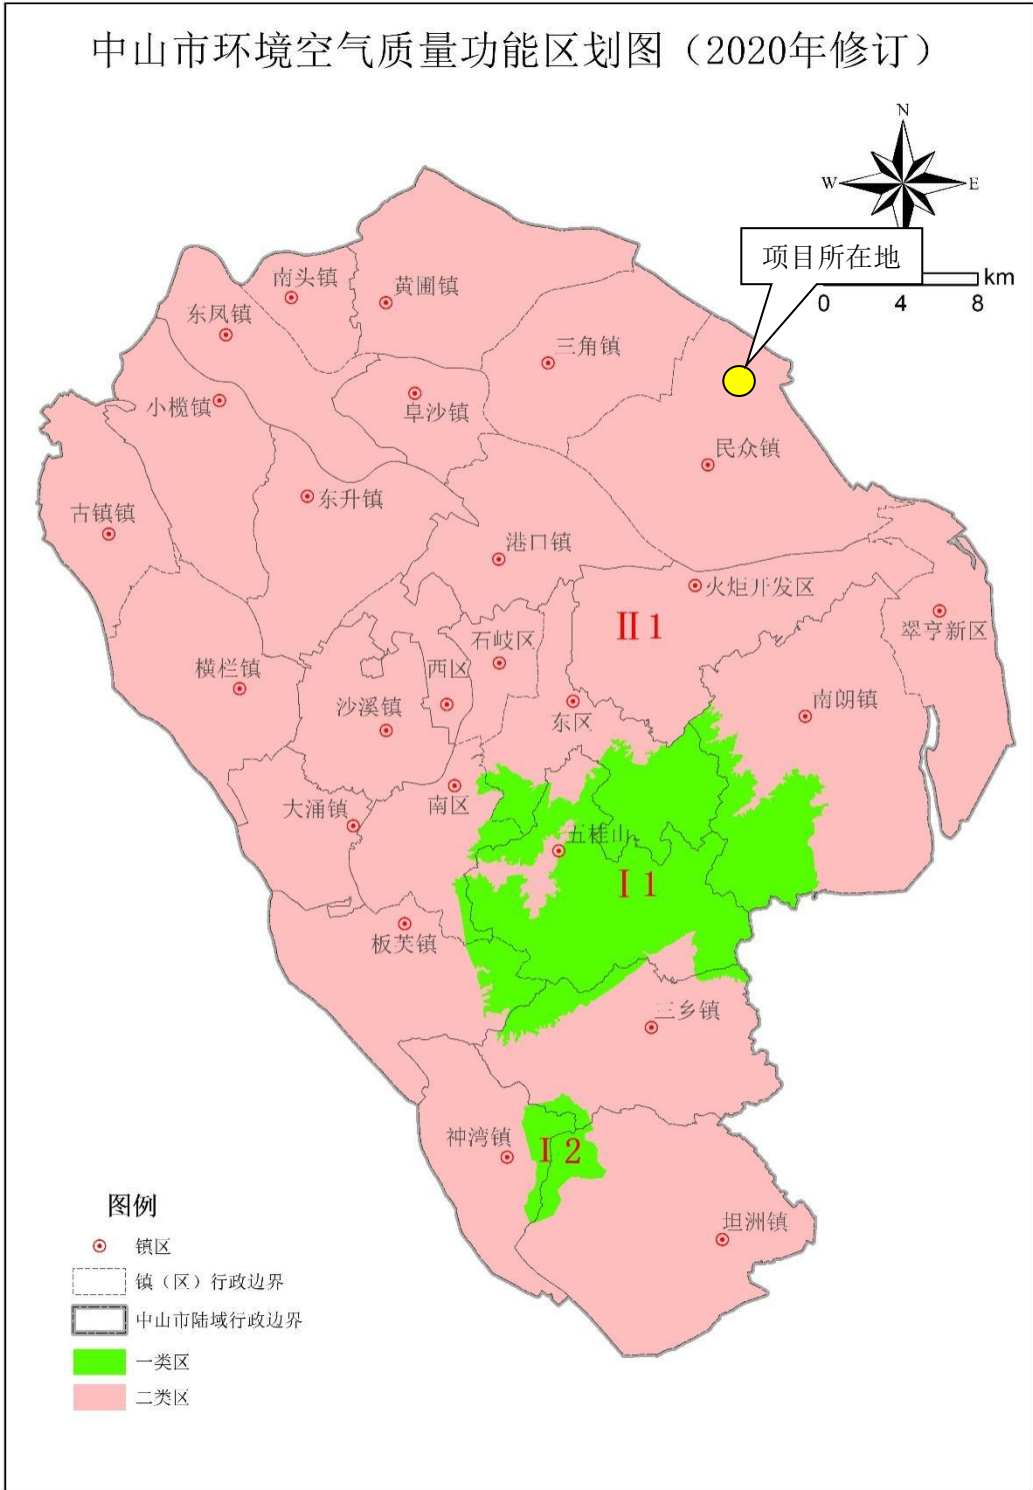 中山市环境空气质量功能区划图（2020年修订）
N
W
E
项目所在地
km
0 4 8
南头镇
黄圃镇
东凤镇
三角镇
小榄镇
阜沙镇
民众镇
东升镇
古镇镇
港口镇
火炬开发区
Ⅱ1
翠亨新区
石岐区
西区
横栏镇
南朗镇
沙溪镇
东区
南区
大涌镇
五桂山
Ⅰ1
板芙镇
三乡镇
神湾镇
Ⅰ2
坦洲镇
图例
镇区
镇（区）行政边界
中山市陆域行政边界
一类区
二类区